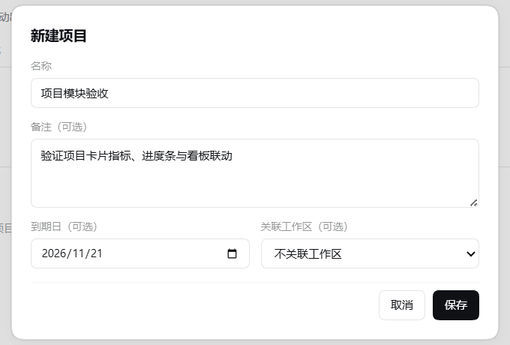 新建项目
名称
项目模块验收
备注（可选）
验证项目卡片指标、进度条与看板联动
到期日（可选） 关联工作区（可选）
2026/11/21 不关联工作区
取消 保存